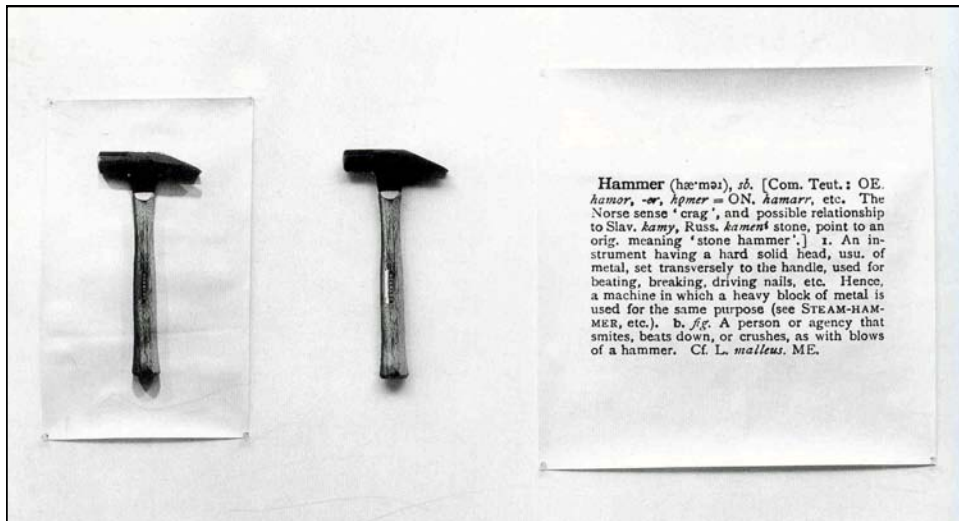 Hammer (hæ·məɹ), sb. [Com. Teut.: OE.
hamor, -er, hǫmer = ON. hamarr, etc. The
Norse sense 'crag', and possible relationship
to Slav. kamy, Russ. kament stone, point to an
orig. meaning 'stone hammer'.] 1. An in-
strument having a hard solid head, usu. of
metal, set transversely to the handle, used for
beating, breaking, driving nails, etc. Hence,
a machine in which a heavy block of metal is
used for the same purpose (see STEAM-HAM-
MER, etc.). b. fig. A person or agency that
smites, beats down, or crushes, as with blows
of a hammer. Cf. L. malleus. ME.